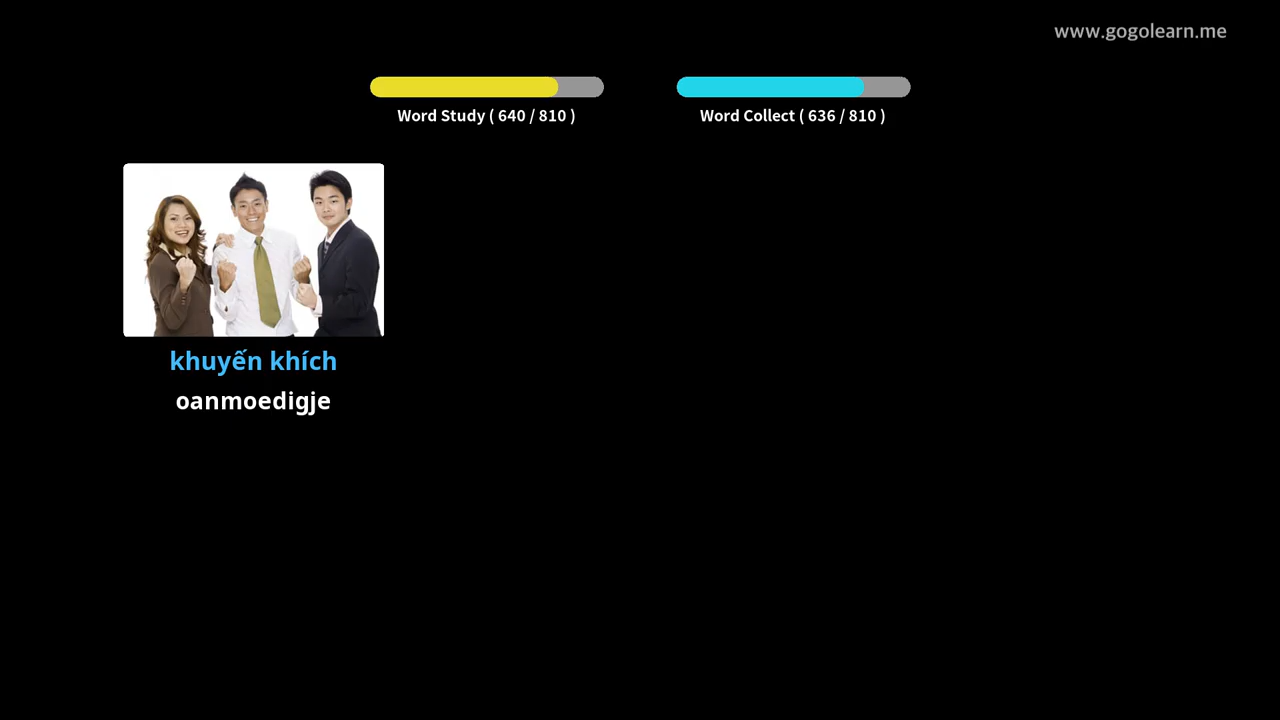 www.gogolearn.me
Word Study ( 640 / 810 )
Word Collect ( 636 / 810 )
khuyến khích
oanmoedigje